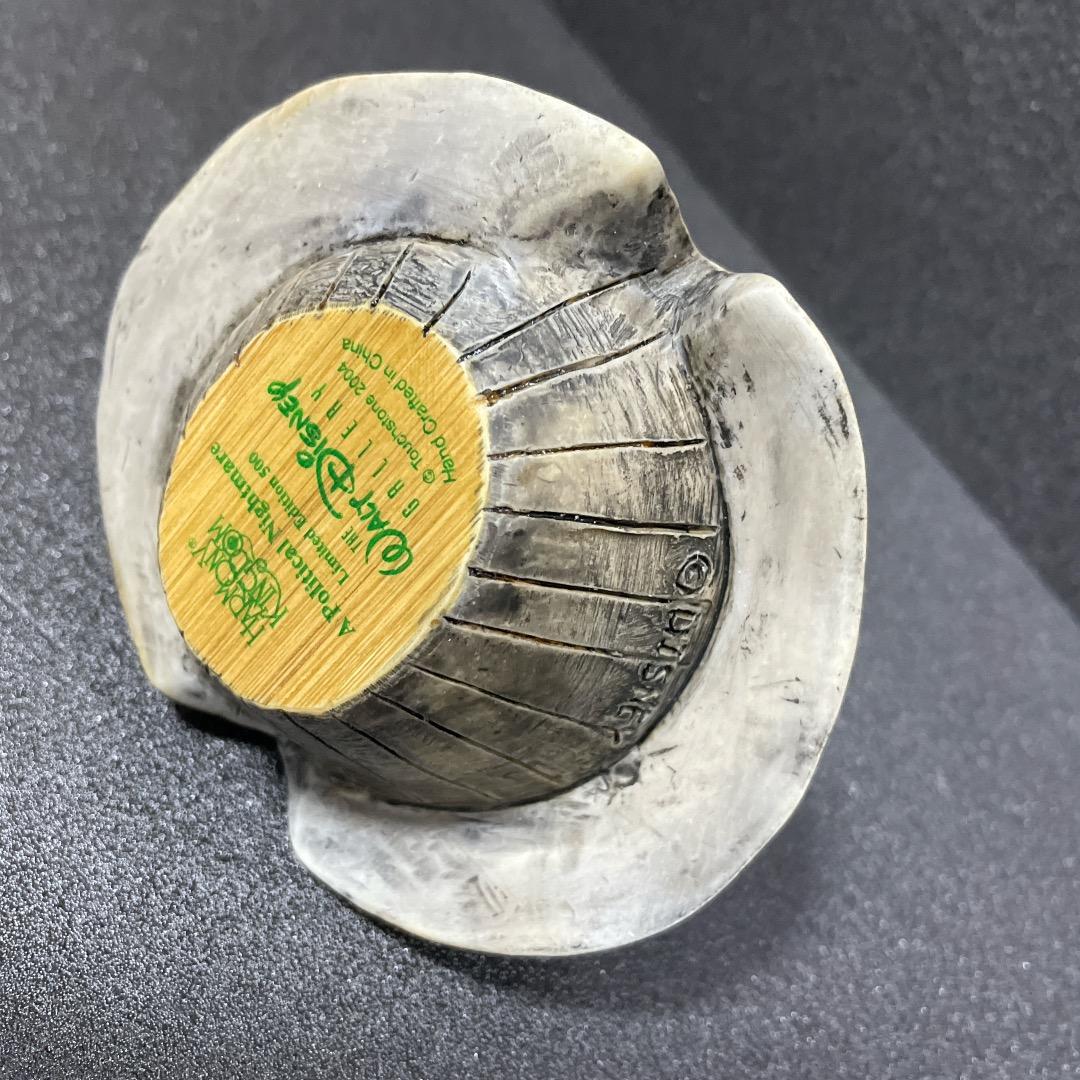 HARMONY®
KINGDOM
A Political Nightmare
Limited Edition 500
THE
WALT DISNEY
GALLERY
© Touchstone 2004
Hand Crafted in China
© DISNEY